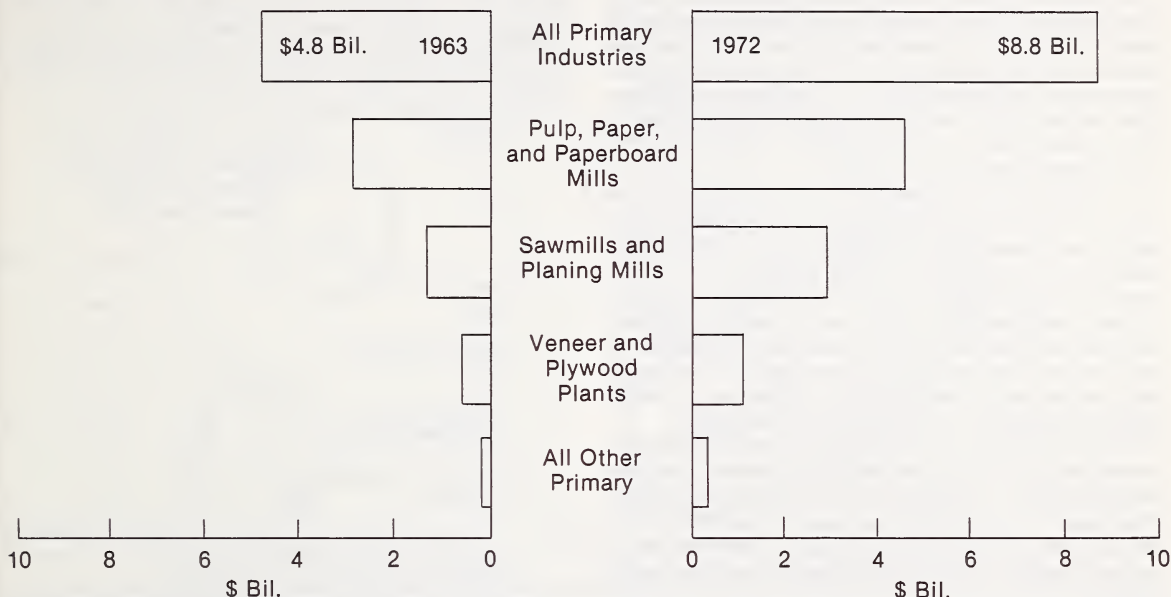 $4.8 Bil. 1963
All Primary
Industries
1972 $8.8 Bil.
Pulp, Paper,
and Paperboard
Mills
Sawmills and
Planing Mills
Veneer and
Plywood
Plants
All Other
Primary
10 8 6 4 2 0
$ Bil.
0 2 4 6 8 10
$ Bil.